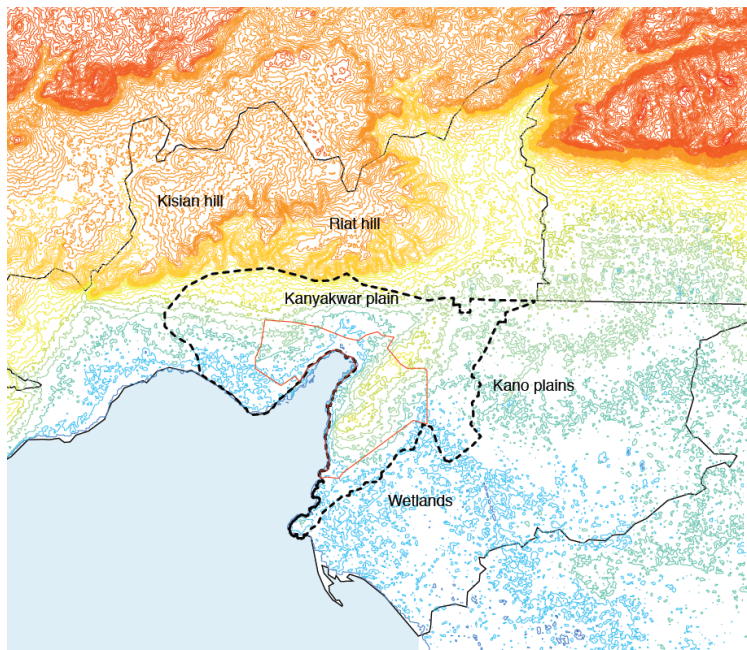 Kisian hill
Riat hill
Kanyakwar plain
Kano plains
Wetlands